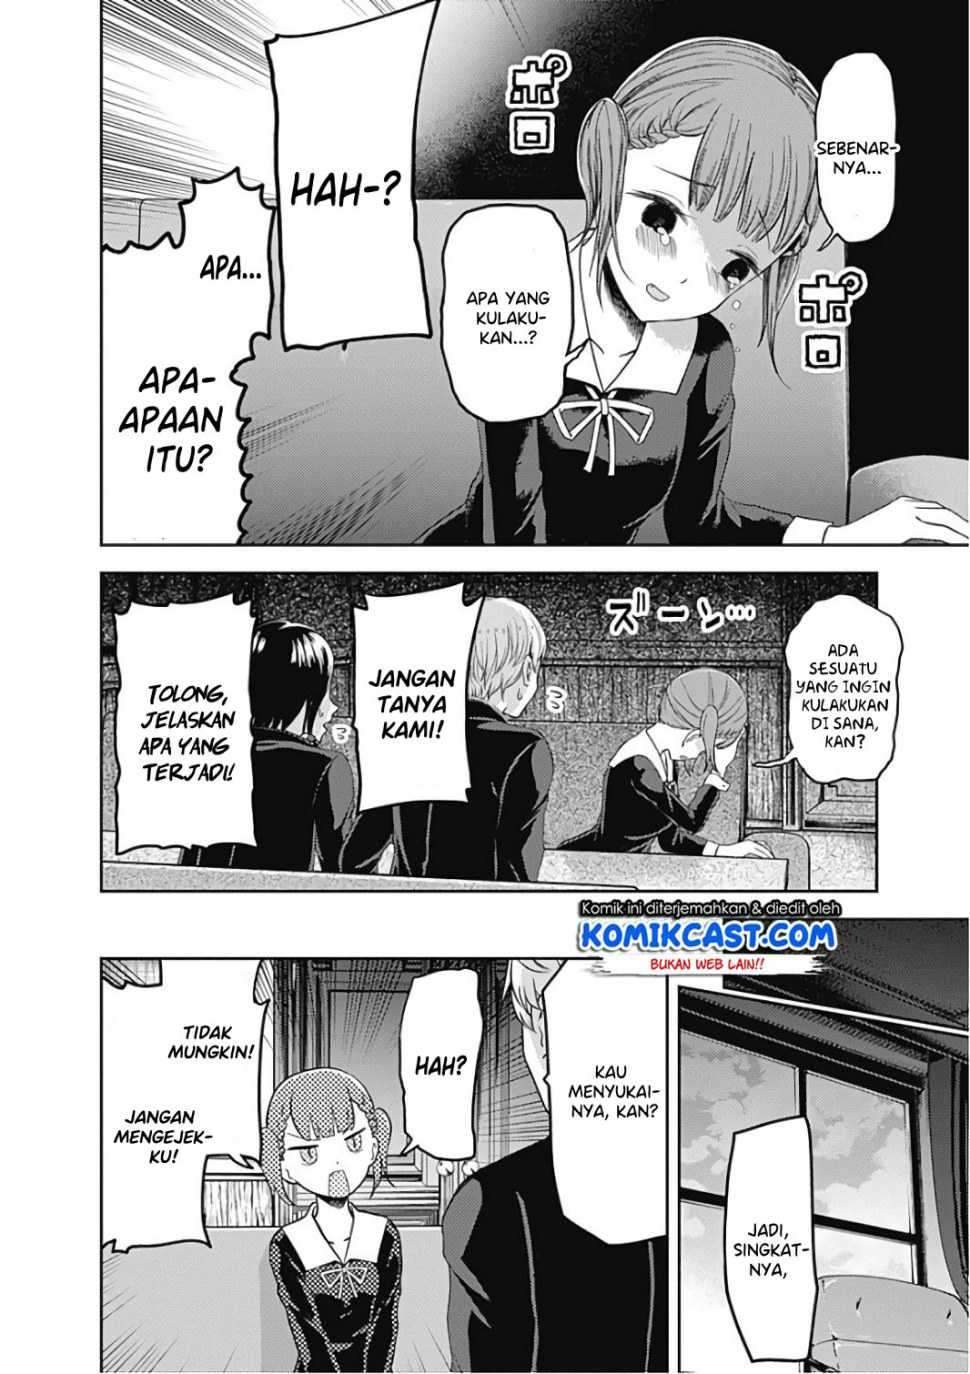 SEBENAR-
NYA...
ポロ
ポロ
APA YANG
KULAKU-
KAN...?
HAH-?
APA...
APA-
APAAN
ITU?
ADA
SESUATU
YANG INGIN
KULAKUKAN
DI SANA,
KAN?
ズーン...
JANGAN
TANYA
KAMI!
TOLONG,
JELASKAN
APA YANG
TERJADI!
Komik ini diterjemahkan & diedit oleh
KOMIKCAST.COM
BUKAN WEB LAIN!!
JADI,
SINGKAT-
NYA,
KAU
MENYUKAI-
NYA, KAN?
HAH?
TIDAK
MUNGKIN!
JANGAN
MENGEJEK-
KU!